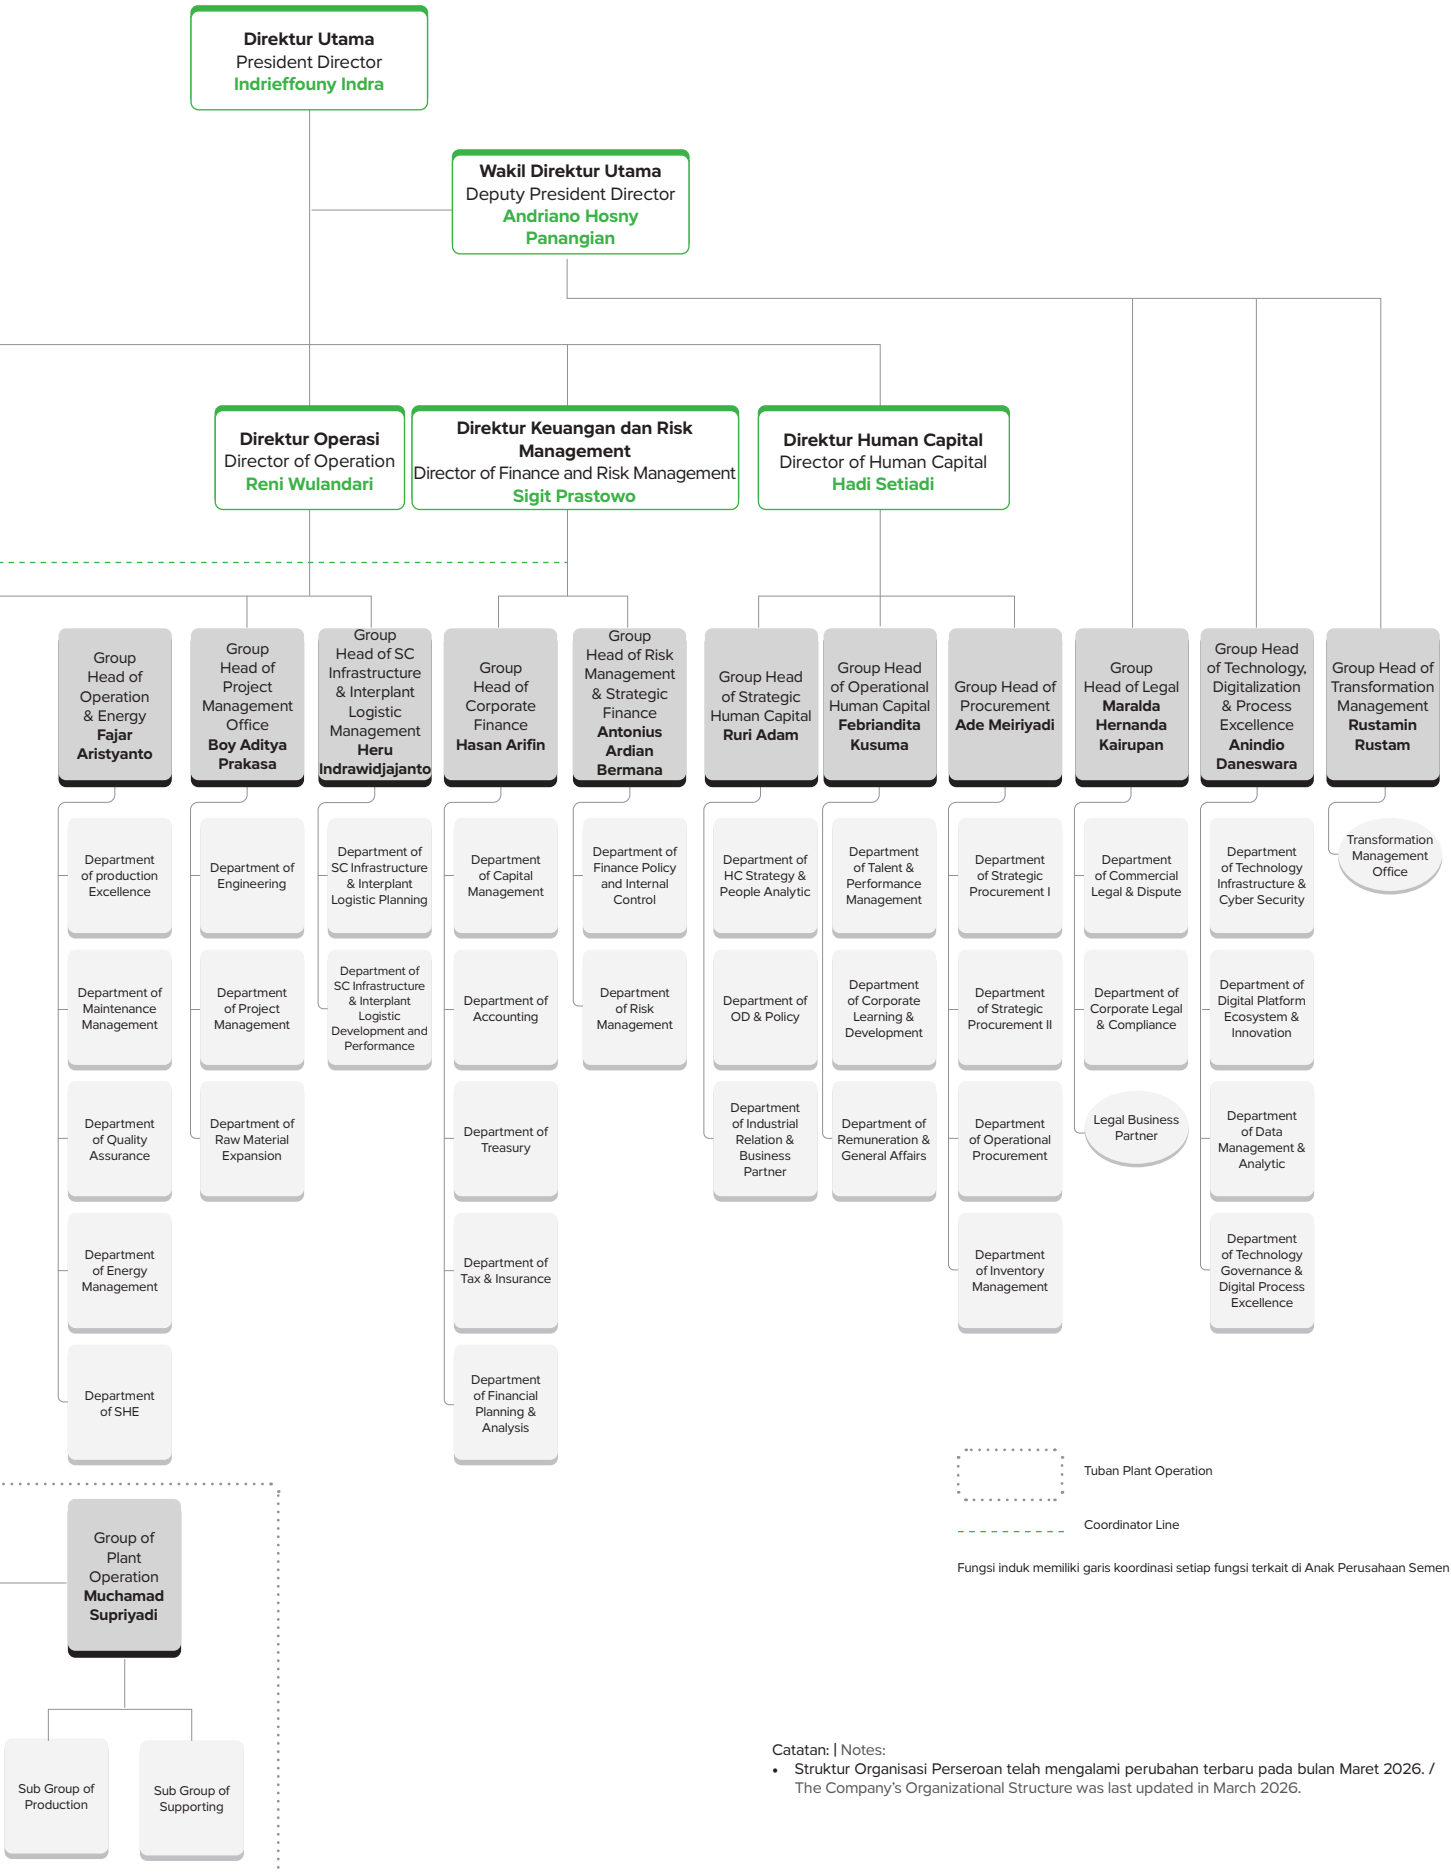 Direktur Utama
President Director
Indrieffouny Indra
Wakil Direktur Utama
Deputy President Director
Andriano Hosny
Panangian
Direktur Operasi
Director of Operation
Reni Wulandari
Direktur Keuangan dan Risk
Management
Director of Finance and Risk Management
Sigit Prastowo
Direktur Human Capital
Director of Human Capital
Hadi Setiadi
Group
Head of
Operation
& Energy
Fajar
Aristyanto
Group
Head of
Project
Management
Office
Boy Aditya
Prakasa
Group
Head of SC
Infrastructure
& Interplant
Logistic
Management
Heru
Indrawidjajanto
Group
Head of
Corporate
Finance
Hasan Arifin
Group
Head of Risk
Management
& Strategic
Finance
Antonius
Ardian
Bermana
Group Head
of Strategic
Human Capital
Ruri Adam
Group Head
of Operational
Human Capital
Febriandita
Kusuma
Group Head of
Procurement
Ade Meiriyadi
Group
Head of Legal
Maralda
Hernanda
Kairupan
Group Head
of Technology,
Digitalization
& Process
Excellence
Anindio
Daneswara
Group Head of
Transformation
Management
Rustamin
Rustam
Department
of production
Excellence
Department of
Maintenance
Management
Department
of Quality
Assurance
Department
of Energy
Management
Department
of SHE
Department of
Engineering
Department
of Project
Management
Department of
Raw Material
Expansion
Department of
SC Infrastructure
& Interplant
Logistic Planning
Department of
SC Infrastructure
& Interplant
Logistic
Development and
Performance
Department
of Capital
Management
Department of
Accounting
Department of
Treasury
Department of
Tax & Insurance
Department
of Financial
Planning &
Analysis
Department of
Finance Policy
and Internal
Control
Department
of Risk
Management
Department of
HC Strategy &
People Analytic
Department of
OD & Policy
Department
of Industrial
Relation &
Business
Partner
Department
of Talent &
Performance
Management
Department
of Corporate
Learning &
Development
Department of
Remuneration &
General Affairs
Department
of Strategic
Procurement I
Department
of Strategic
Procurement II
Department
of Operational
Procurement
Department
of Inventory
Management
Department
of Commercial
Legal & Dispute
Department of
Corporate Legal
& Compliance
Legal Business
Partner
Department
of Technology
Infrastructure &
Cyber Security
Department of
Digital Platform
Ecosystem &
Innovation
Department
of Data
Management &
Analytic
Department
of Technology
Governance &
Digital Process
Excellence
Transformation
Management
Office
Group of
Plant
Operation
Muchamad
Supriyadi
Sub Group of
Production
Sub Group of
Supporting
Tuban Plant Operation
Coordinator Line
Fungsi induk memiliki garis koordinasi setiap fungsi terkait di Anak Perusahaan Semen
Catatan: | Notes:
• Struktur Organisasi Perseroan telah mengalami perubahan terbaru pada bulan Maret 2026. /
The Company's Organizational Structure was last updated in March 2026.